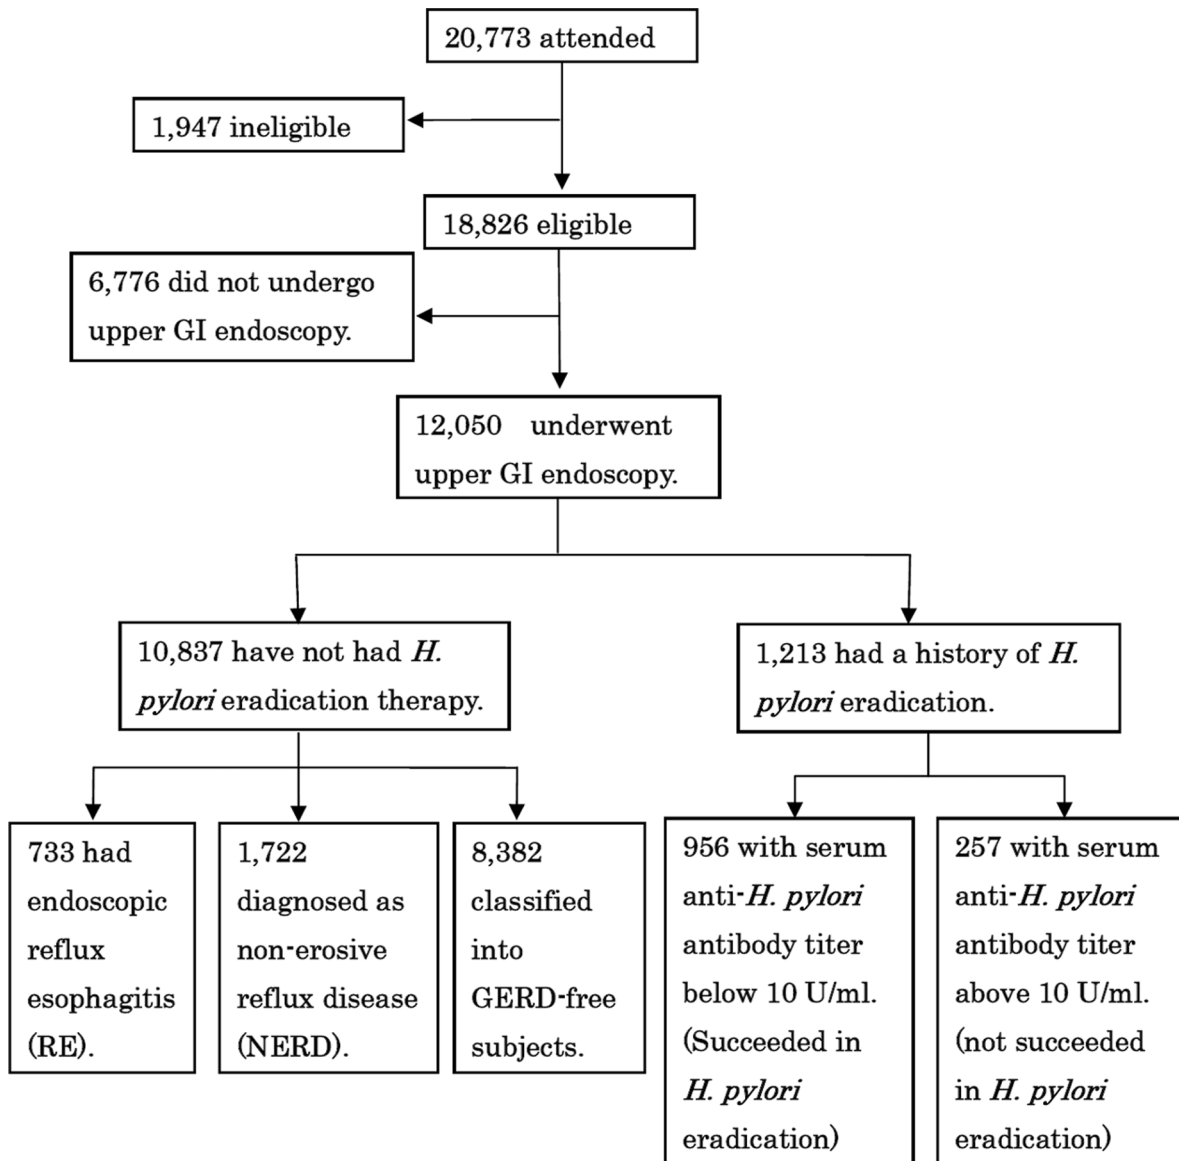 20,773 attended
1,947 ineligible
18,826 eligible
6,776 did not undergo
upper GI endoscopy.
12,050 underwent
upper GI endoscopy.
10,837 have not had H.
pylori eradication therapy.
1,213 had a history of H.
pylori eradication.
733 had
endoscopic
reflux
esophagitis
(RE).
1,722
diagnosed as
non-erosive
reflux disease
(NERD).
8,382
classified
into
GERD-free
subjects.
956 with serum
anti-H. pylori
antibody titer
below 10 U/ml.
(Succeeded in
H. pylori
eradication)
257 with serum
anti-H. pylori
antibody titer
above 10 U/ml.
(not succeeded
in H. pylori
eradication)